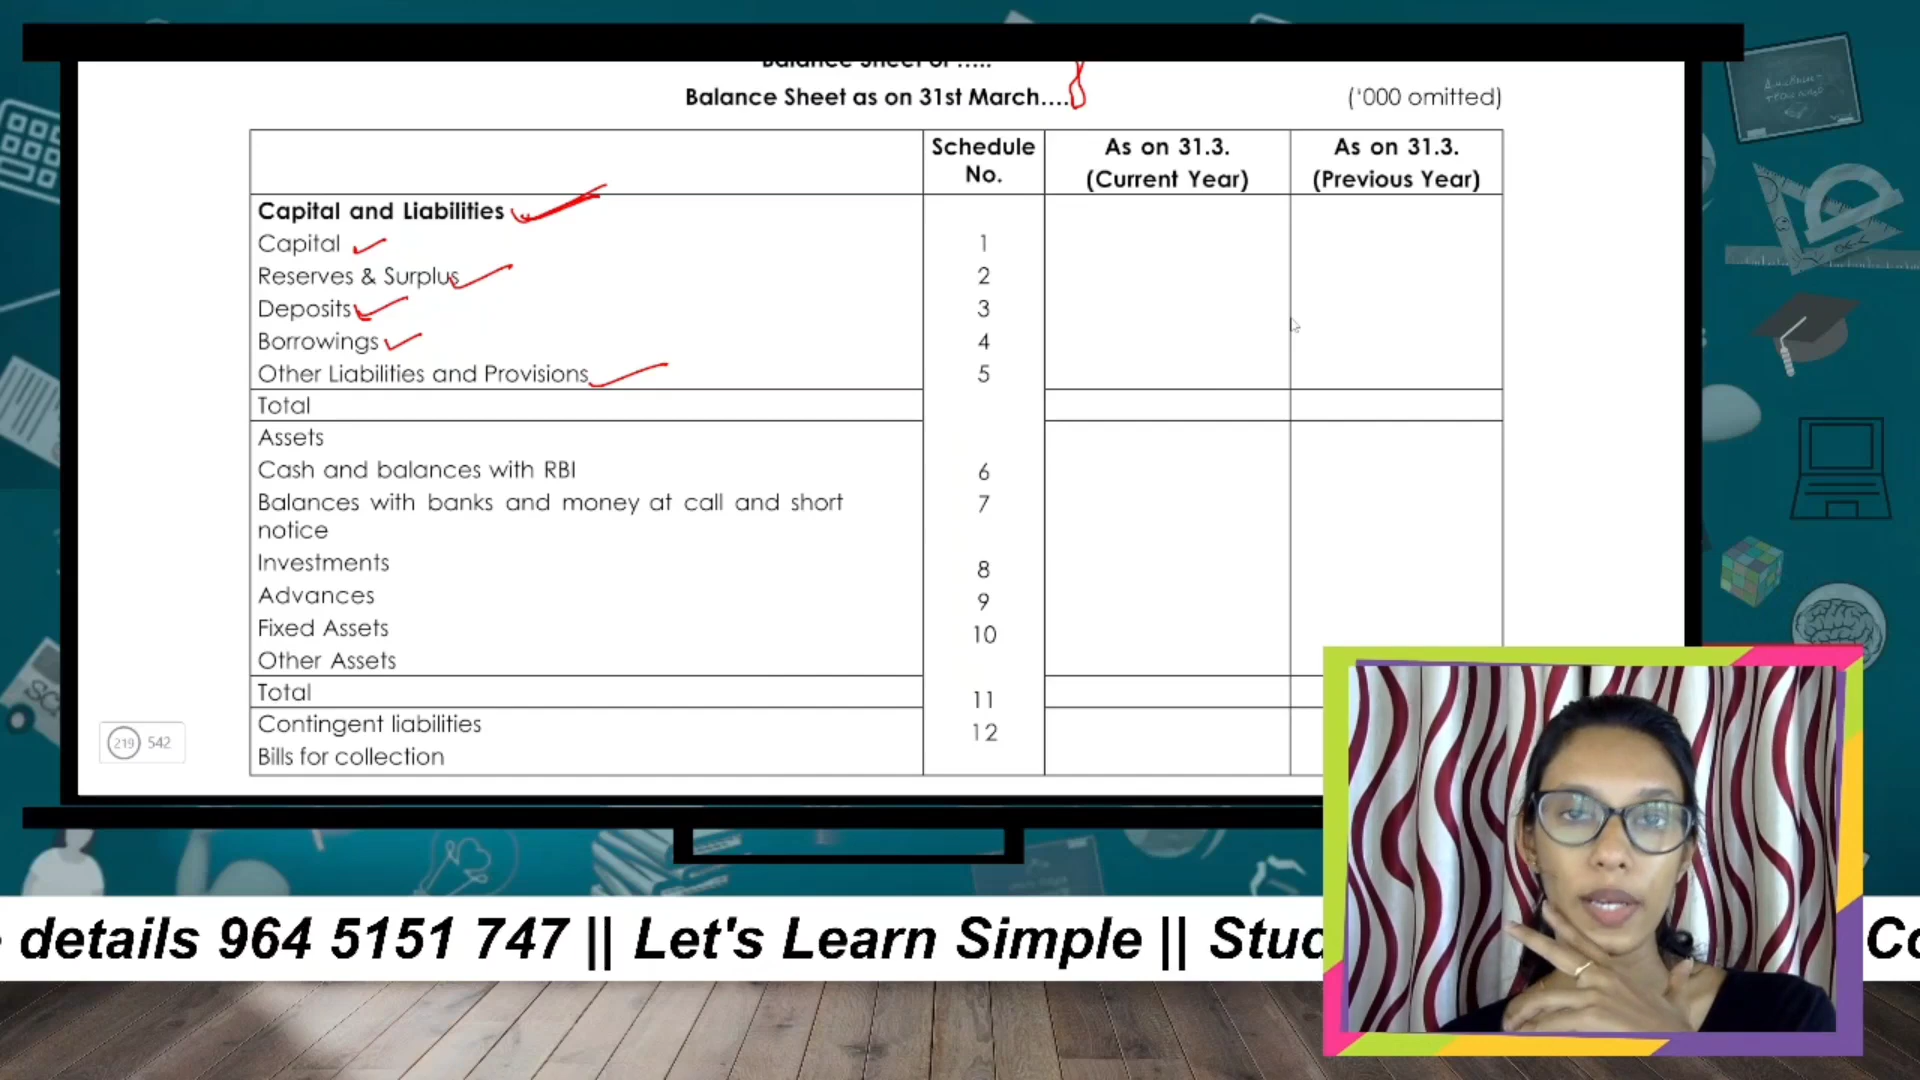 Balance Sheet of .....
Balance Sheet as on 31st March....
('000 omitted)
Schedule No.
As on 31.3. (Current Year)
As on 31.3. (Previous Year)
Capital and Liabilities
Capital 1
Reserves & Surplus 2
Deposits 3
Borrowings 4
Other Liabilities and Provisions 5
Total
Assets
Cash and balances with RBI 6
Balances with banks and money at call and short 7
notice
Investments 8
Advances 9
Fixed Assets 10
Other Assets
Total 11
Contingent liabilities 12
Bills for collection
219 542
details 964 5151 747 || Let's Learn Simple || Stud Co